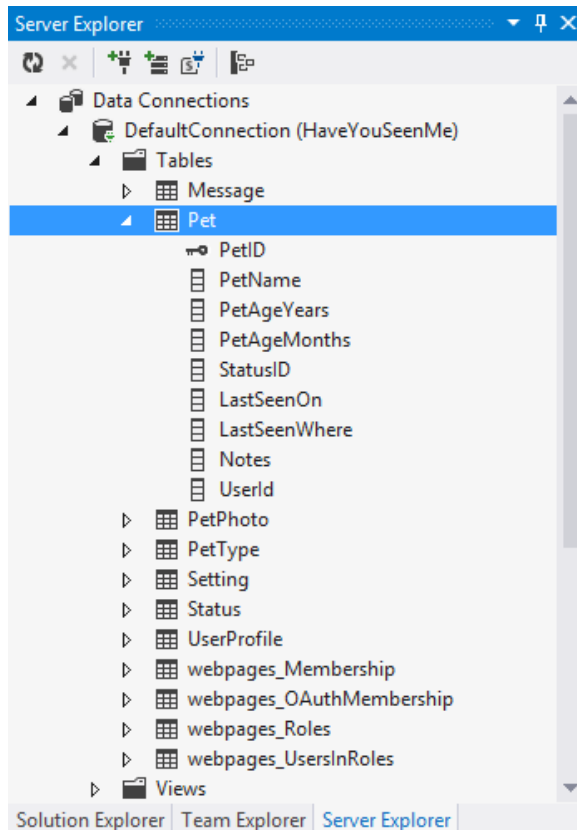 Server Explorer
Data Connections
DefaultConnection (HaveYouSeenMe)
Tables
Message
Pet
PetID
PetName
PetAgeYears
PetAgeMonths
StatusID
LastSeenOn
LastSeenWhere
Notes
UserId
PetPhoto
PetType
Setting
Status
UserProfile
webpages_Membership
webpages_OAuthMembership
webpages_Roles
webpages_UsersInRoles
Views
Solution Explorer Team Explorer Server Explorer